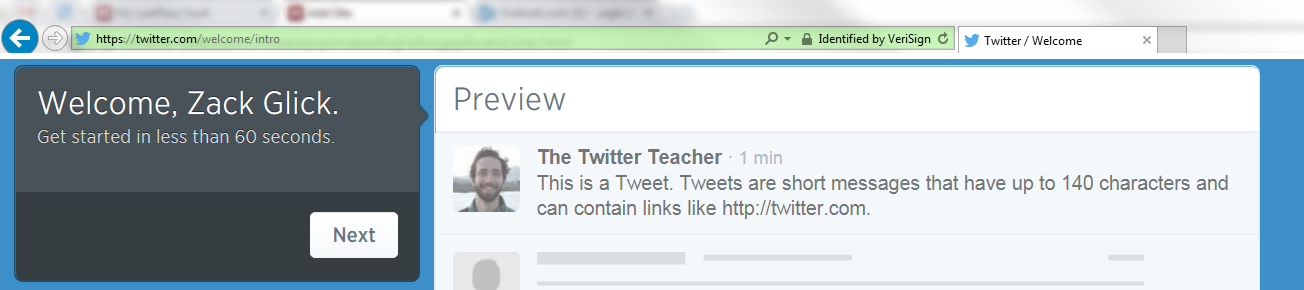 https://twitter.com/welcome/intro
Identified by VeriSign
Twitter / Welcome
Welcome, Zack Glick.
Get started in less than 60 seconds.
Next
Preview
The Twitter Teacher · 1 min
This is a Tweet. Tweets are short messages that have up to 140 characters and
can contain links like http://twitter.com.